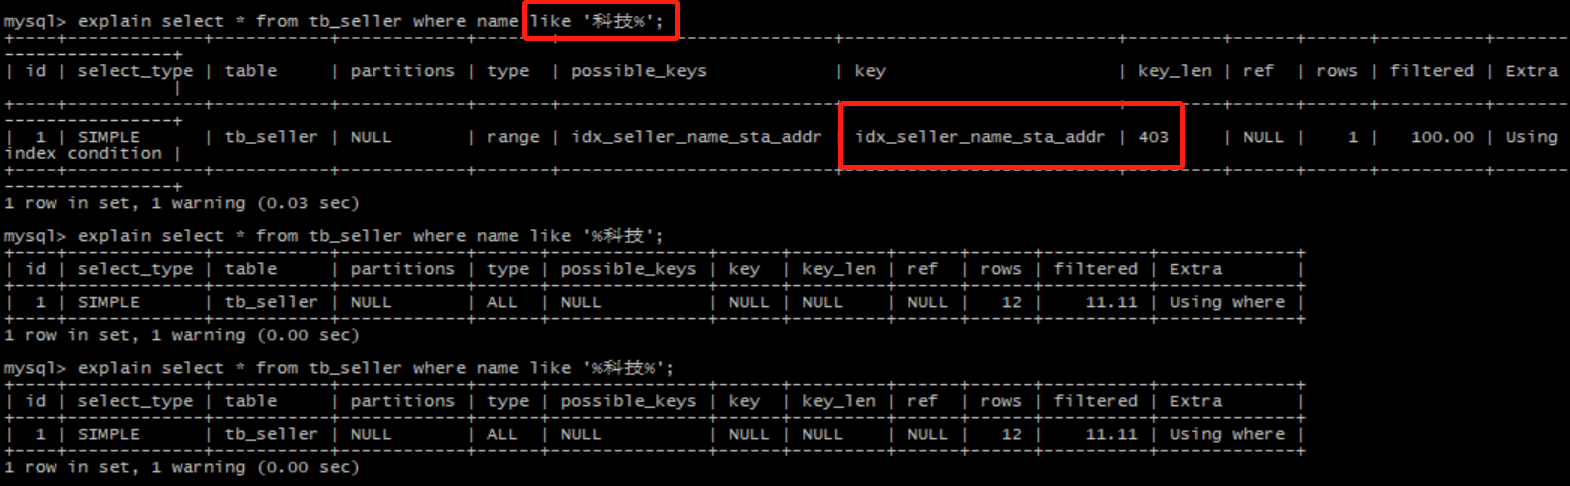 mysql> explain select * from tb_seller where name like '科技%';
+----+-------------+-----------+------------+-------+--------------------------+--------------------------+---------+------+------+----------+-------
----------------+
| id | select_type | table     | partitions | type  | possible_keys            | key                      | key_len | ref  | rows | filtered | Extra
                |
+----+-------------+-----------+------------+-------+--------------------------+--------------------------+---------+------+------+----------+-------
----------------+
| 1 | SIMPLE      | tb_seller | NULL       | range | idx_seller_name_sta_addr | idx_seller_name_sta_addr | 403     | NULL |    1 |   100.00 | Using
index condition |
+----+-------------+-----------+------------+-------+--------------------------+--------------------------+---------+------+------+----------+-------
----------------+
1 row in set, 1 warning (0.03 sec)
mysql> explain select * from tb_seller where name like '%科技';
+----+-------------+-----------+------------+------+---------------+------+---------+------+------+----------+-------------+
| id | select_type | table     | partitions | type | possible_keys | key  | key_len | ref  | rows | filtered | Extra       |
+----+-------------+-----------+------------+------+---------------+------+---------+------+------+----------+-------------+
| 1 | SIMPLE      | tb_seller | NULL       | ALL  | NULL          | NULL | NULL    | NULL |   12 |    11.11 | Using where |
+----+-------------+-----------+------------+------+---------------+------+---------+------+------+----------+-------------+
1 row in set, 1 warning (0.00 sec)
mysql> explain select * from tb_seller where name like '%科技%';
+----+-------------+-----------+------------+------+---------------+------+---------+------+------+----------+-------------+
| id | select_type | table     | partitions | type | possible_keys | key  | key_len | ref  | rows | filtered | Extra       |
+----+-------------+-----------+------------+------+---------------+------+---------+------+------+----------+-------------+
| 1 | SIMPLE      | tb_seller | NULL       | ALL  | NULL          | NULL | NULL    | NULL |   12 |    11.11 | Using where |
+----+-------------+-----------+------------+------+---------------+------+---------+------+------+----------+-------------+
1 row in set, 1 warning (0.00 sec)